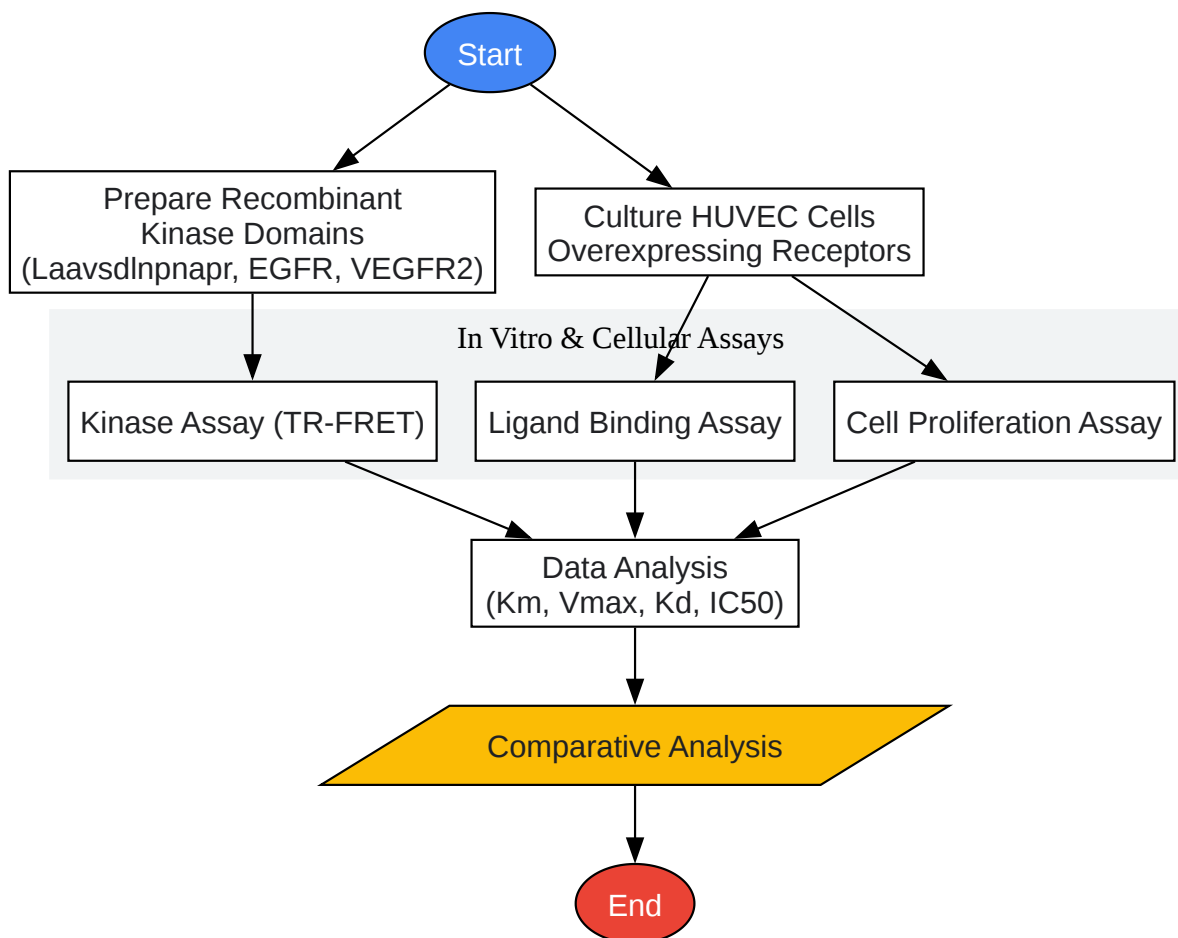 Start
Prepare Recombinant
Kinase Domains
(Laavsdlnpnapr, EGFR, VEGFR2)
Culture HUVEC Cells
Overexpressing Receptors
In Vitro & Cellular Assays
Kinase Assay (TR-FRET)
Ligand Binding Assay
Cell Proliferation Assay
Data Analysis
(Km, Vmax, Kd, IC50)
Comparative Analysis
End